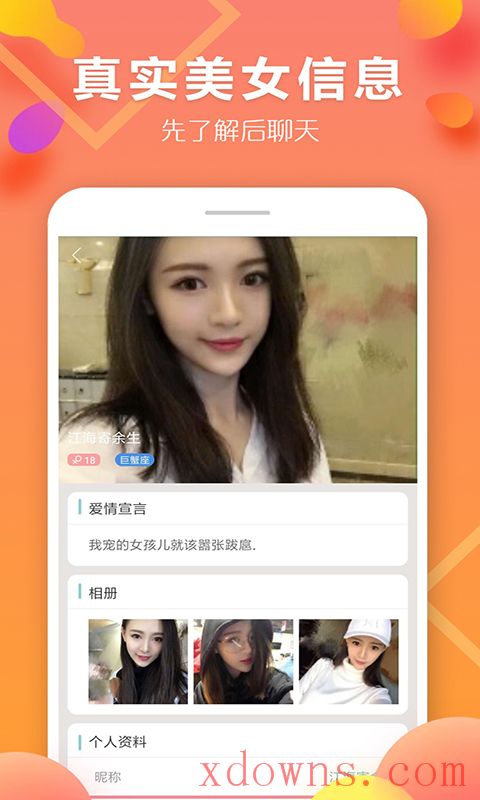 真实美女信息
先了解后聊天
江海寄余生
18 巨蟹座
爱情宣言
我宠的女孩儿就该嚣张跋扈.
相册
个人资料
昵称
江海寄余
xdowns.com